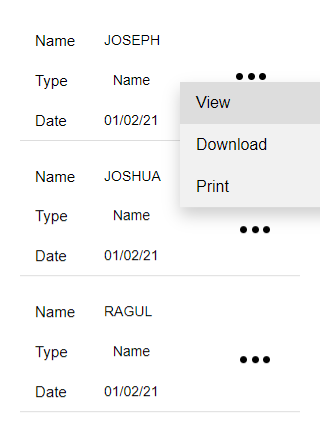 Name JOSEPH
Type Name
View
Date 01/02/21
Download
Name JOSHUA
Print
Type Name
Date 01/02/21
Name RAGUL
Type Name
Date 01/02/21